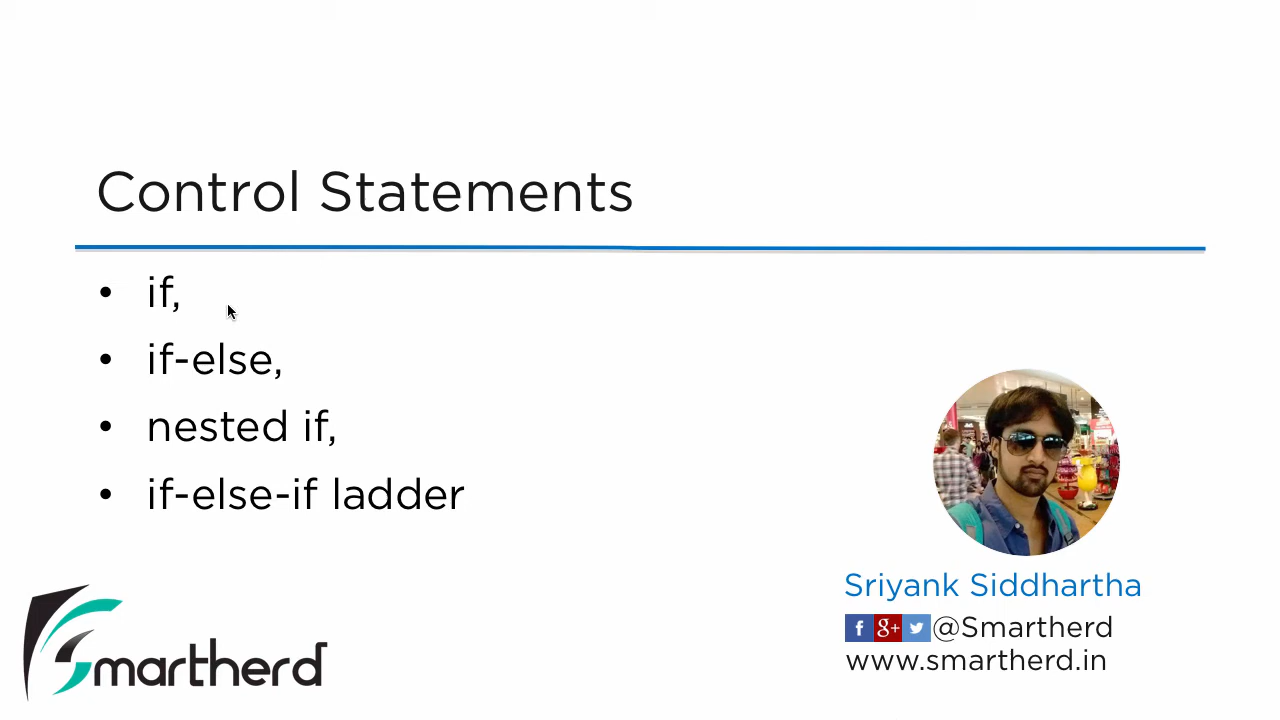 Control Statements
• if,
• if-else,
• nested if,
• if-else-if ladder
Sriyank Siddhartha
f g+ @Smartherd
www.smartherd.in
Smartherd